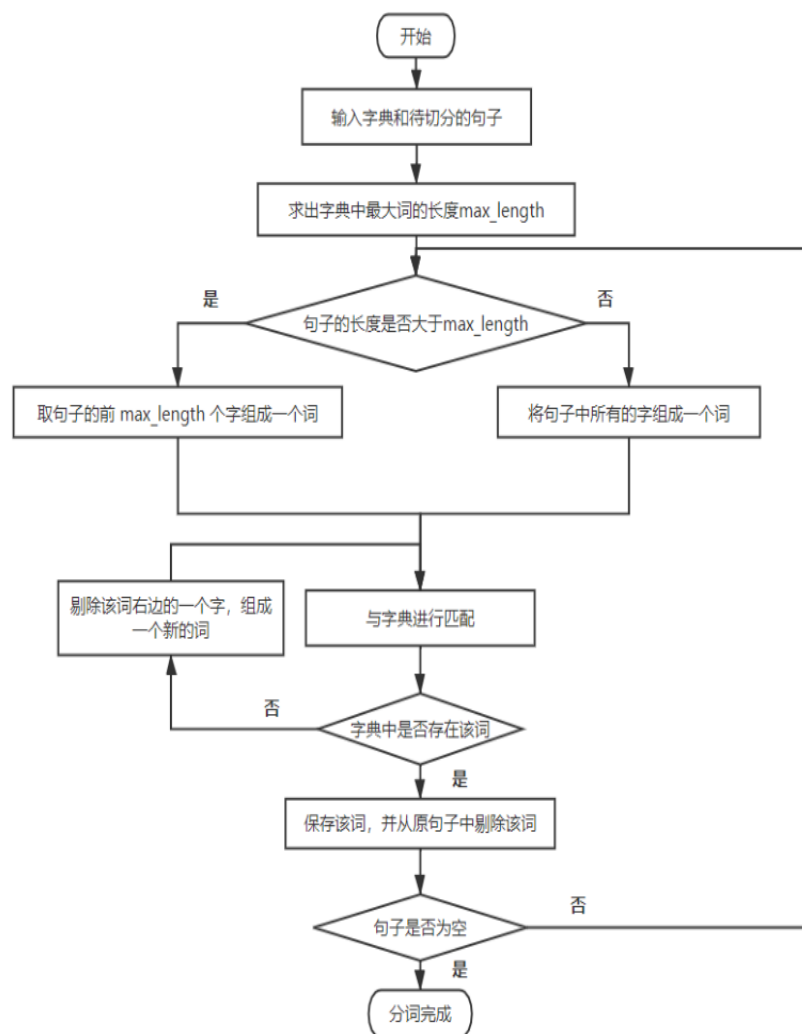 开始
输入字典和待切分的句子
求出字典中最大词的长度max_length
是
否
句子的长度是否大于max_length
取句子的前 max_length 个字组成一个词
将句子中所有的字组成一个词
剔除该词右边的一个字，组成
一个新的词
与字典进行匹配
否
字典中是否存在该词
是
保存该词，并从原句子中剔除该词
否
句子是否为空
是
分词完成